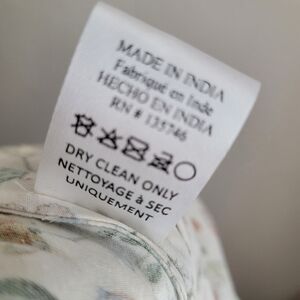 MADE IN INDIA
Fabriqué en Inde
HECHO EN INDIA
RN # 135746
DRY CLEAN ONLY
NETTOYAGE à SEC
UNIQUEMENT